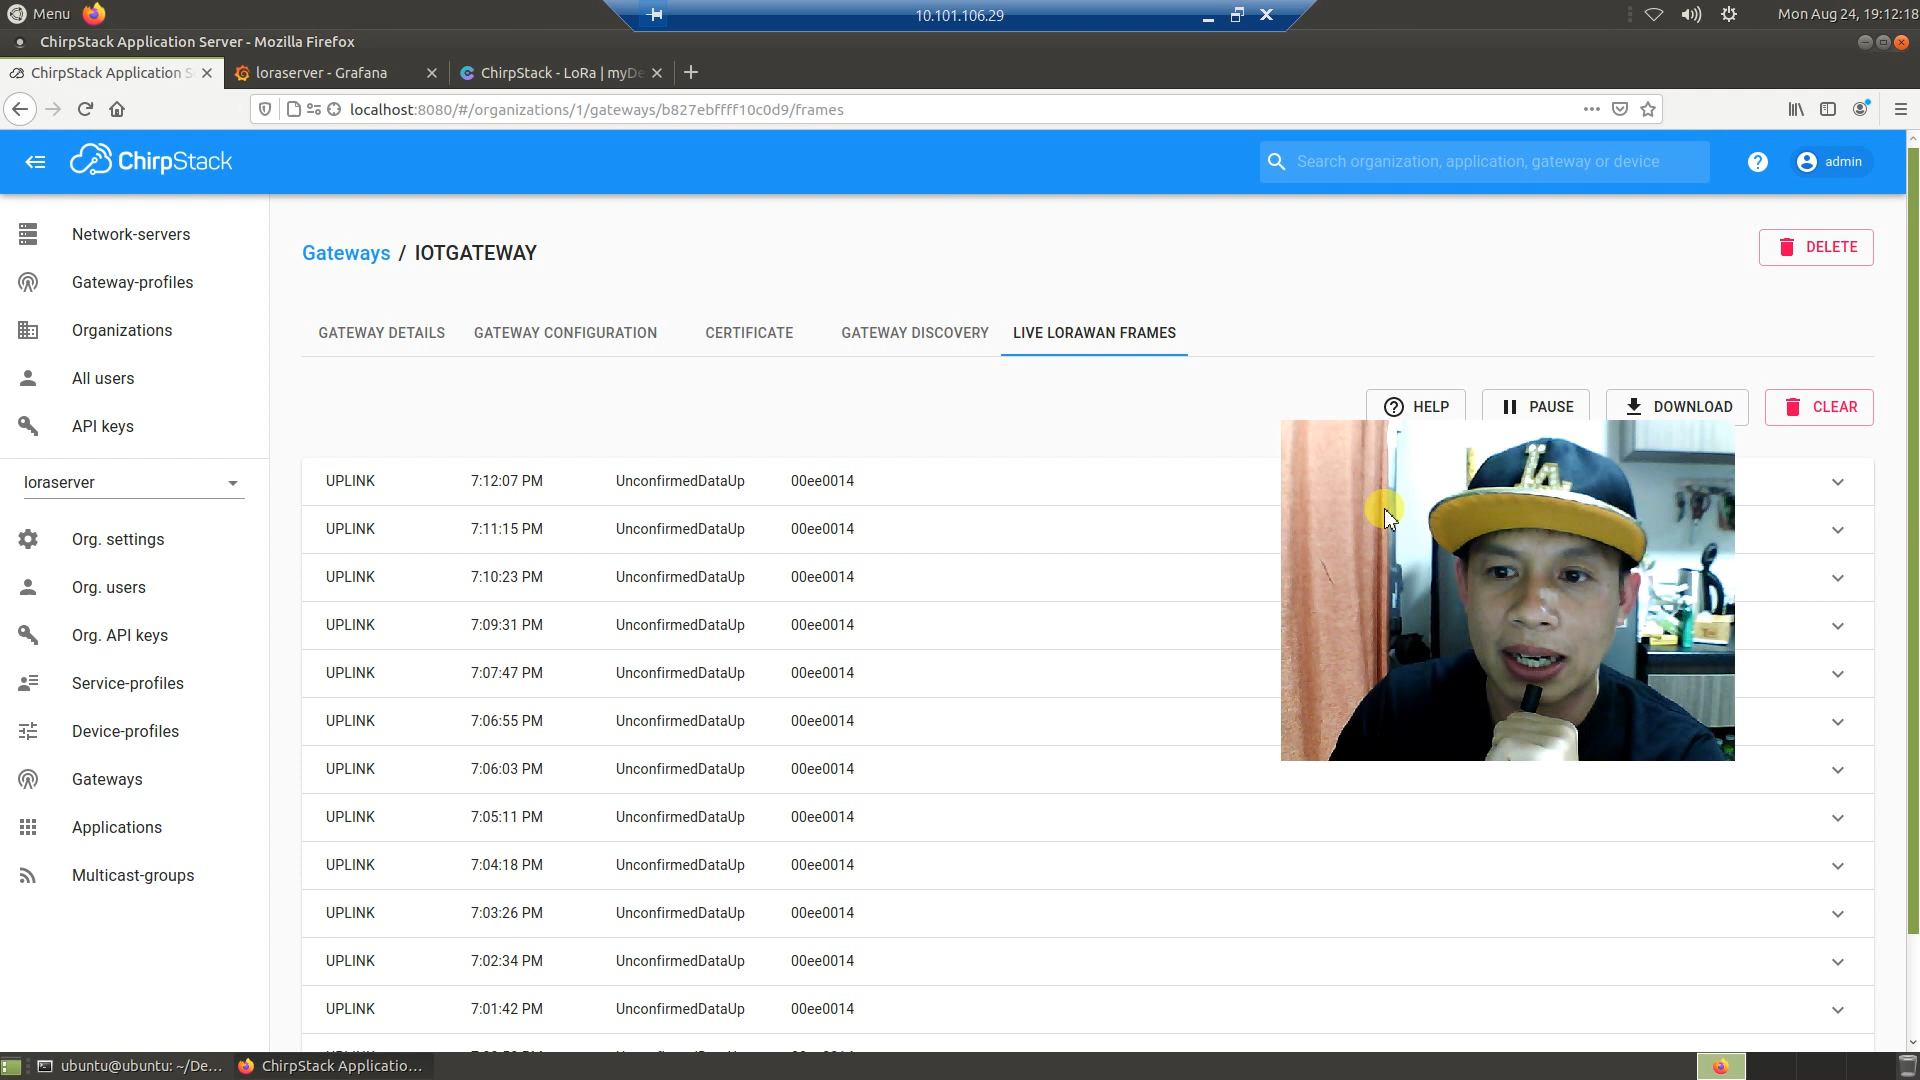 Menu
10.101.106.29
Mon Aug 24, 19:12:18
ChirpStack Application Server - Mozilla Firefox
ChirpStack Application S
loraserver - Grafana
ChirpStack - LoRa | myDe
localhost:8080/#/organizations/1/gateways/b827ebffff10c0d9/frames
ChirpStack
Search organization, application, gateway or device
admin
Network-servers
Gateway-profiles
Organizations
All users
API keys
loraserver
Org. settings
Org. users
Org. API keys
Service-profiles
Device-profiles
Gateways
Applications
Multicast-groups
Gateways / IOTGATEWAY
DELETE
GATEWAY DETAILS GATEWAY CONFIGURATION CERTIFICATE GATEWAY DISCOVERY LIVE LORAWAN FRAMES
HELP PAUSE DOWNLOAD CLEAR
UPLINK 7:12:07 PM UnconfirmedDataUp 00ee0014
UPLINK 7:11:15 PM UnconfirmedDataUp 00ee0014
UPLINK 7:10:23 PM UnconfirmedDataUp 00ee0014
UPLINK 7:09:31 PM UnconfirmedDataUp 00ee0014
UPLINK 7:07:47 PM UnconfirmedDataUp 00ee0014
UPLINK 7:06:55 PM UnconfirmedDataUp 00ee0014
UPLINK 7:06:03 PM UnconfirmedDataUp 00ee0014
UPLINK 7:05:11 PM UnconfirmedDataUp 00ee0014
UPLINK 7:04:18 PM UnconfirmedDataUp 00ee0014
UPLINK 7:03:26 PM UnconfirmedDataUp 00ee0014
UPLINK 7:02:34 PM UnconfirmedDataUp 00ee0014
UPLINK 7:01:42 PM UnconfirmedDataUp 00ee0014
LA
ubuntu@ubuntu: ~/De...
ChirpStack Applicatio...